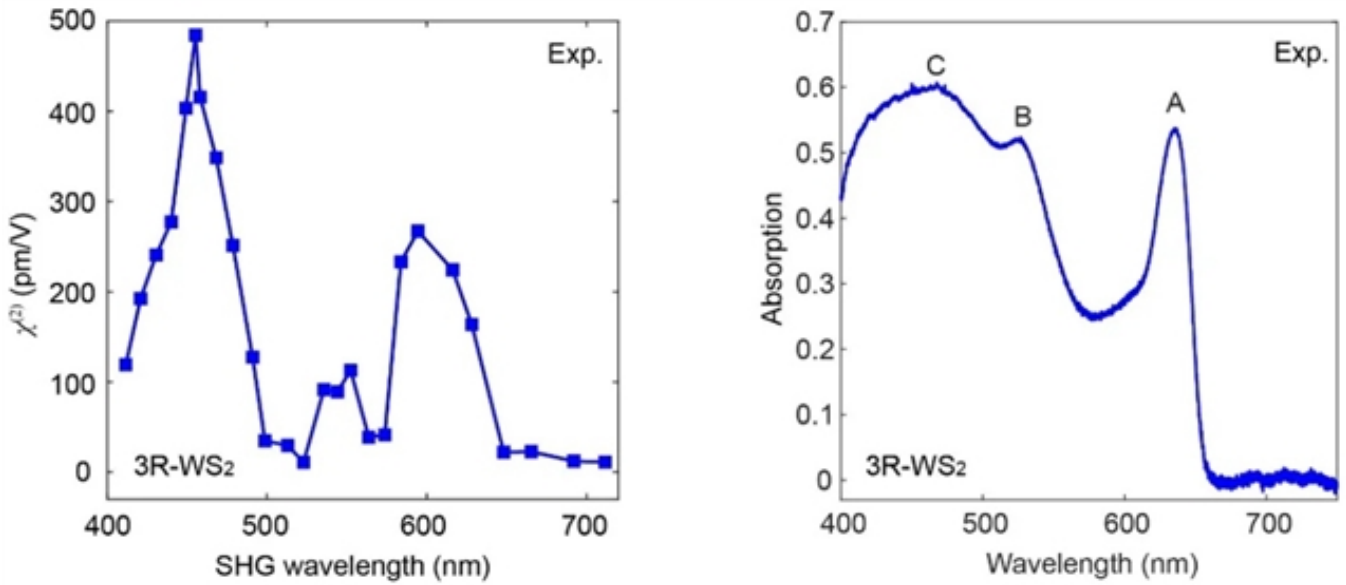 500
400
300
200
100
0
χ(2) (pm/V)
Exp.
3R-WS2
400
500
600
700
SHG wavelength (nm)
0.7
0.6
0.5
0.4
0.3
0.2
0.1
0
Absorption
Exp.
C
B
A
3R-WS2
400
500
600
700
Wavelength (nm)